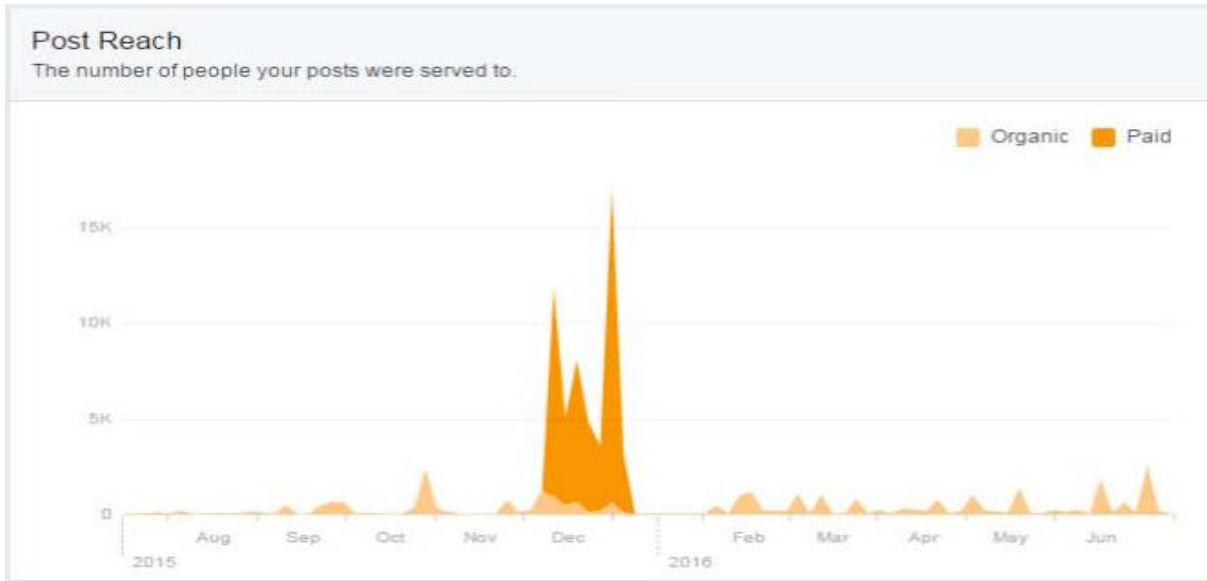 Post Reach
The number of people your posts were served to.
Organic Paid
15K
10K
5K
0
Aug Sep Oct Nov Dec Feb Mar Apr May Jun
2015 2016